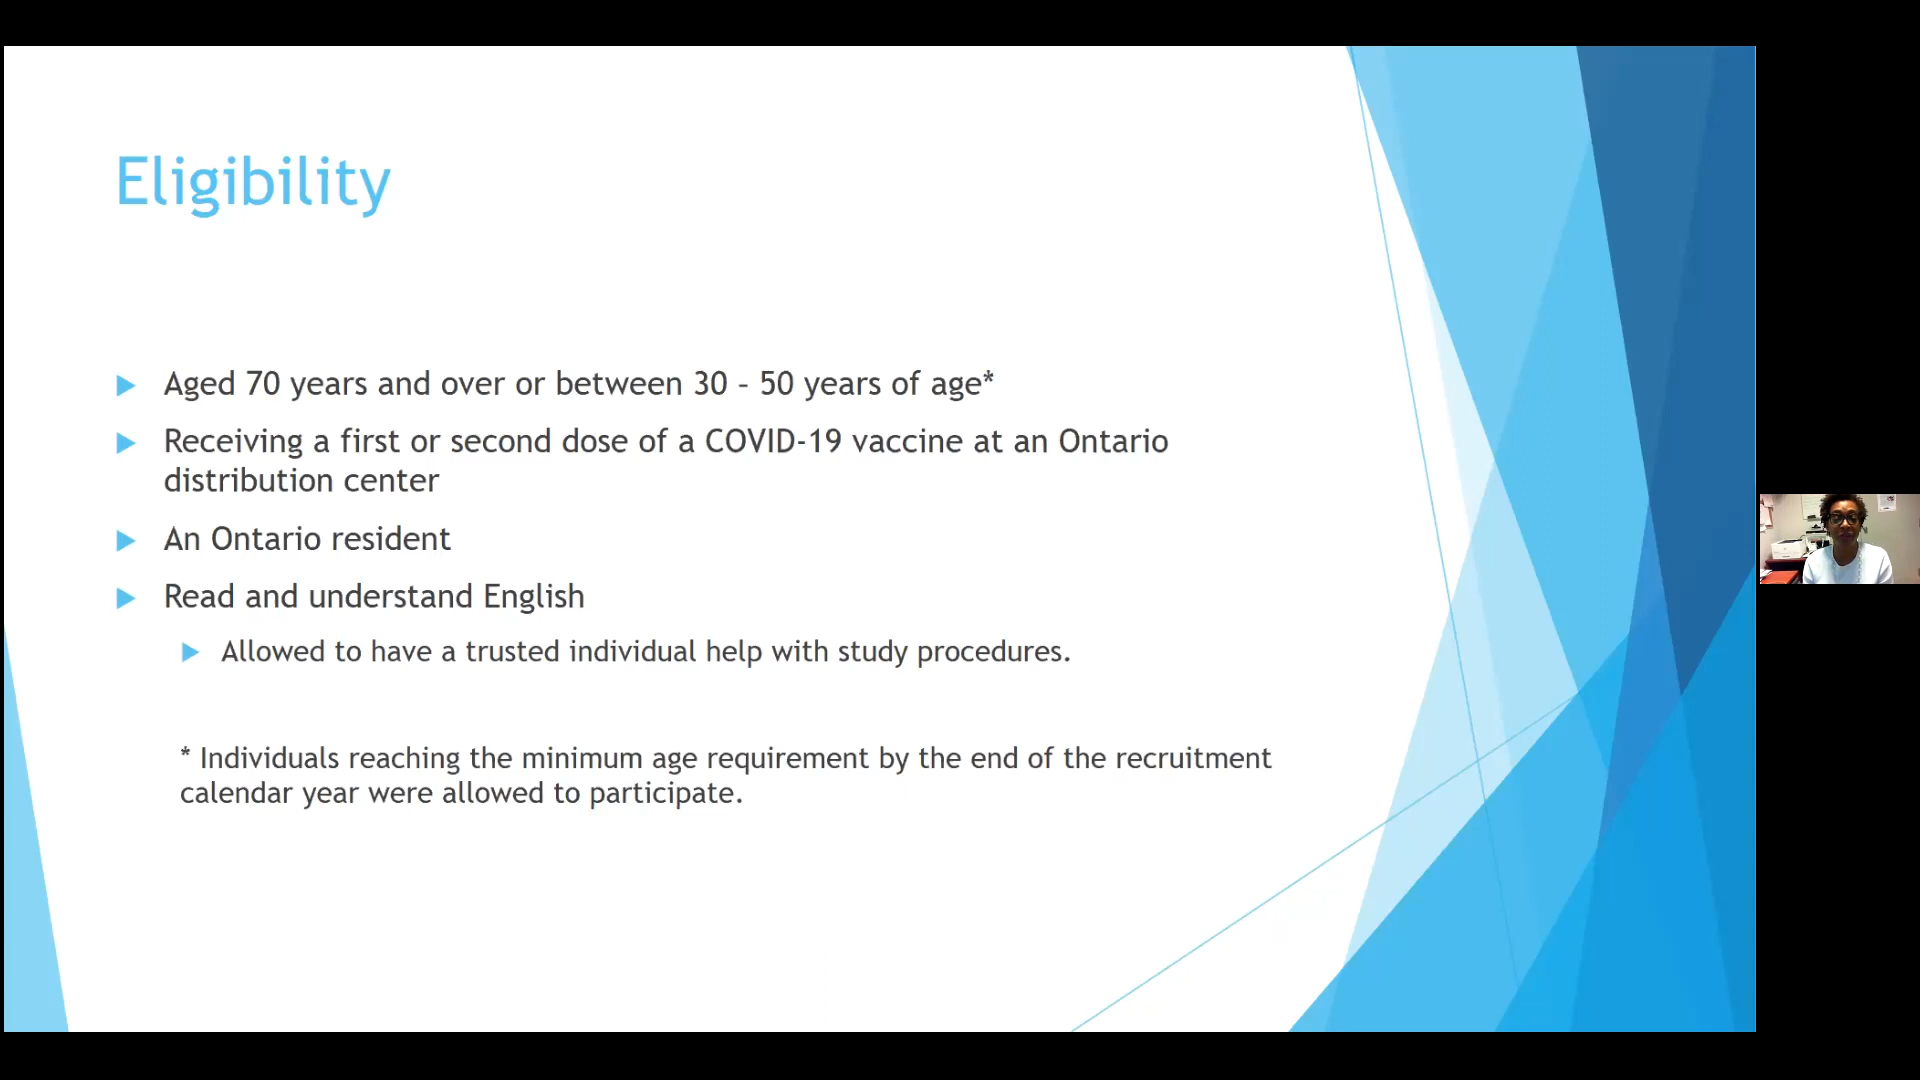 Eligibility
Aged 70 years and over or between 30 – 50 years of age*
Receiving a first or second dose of a COVID-19 vaccine at an Ontario
distribution center
An Ontario resident
Read and understand English
Allowed to have a trusted individual help with study procedures.
* Individuals reaching the minimum age requirement by the end of the recruitment
calendar year were allowed to participate.